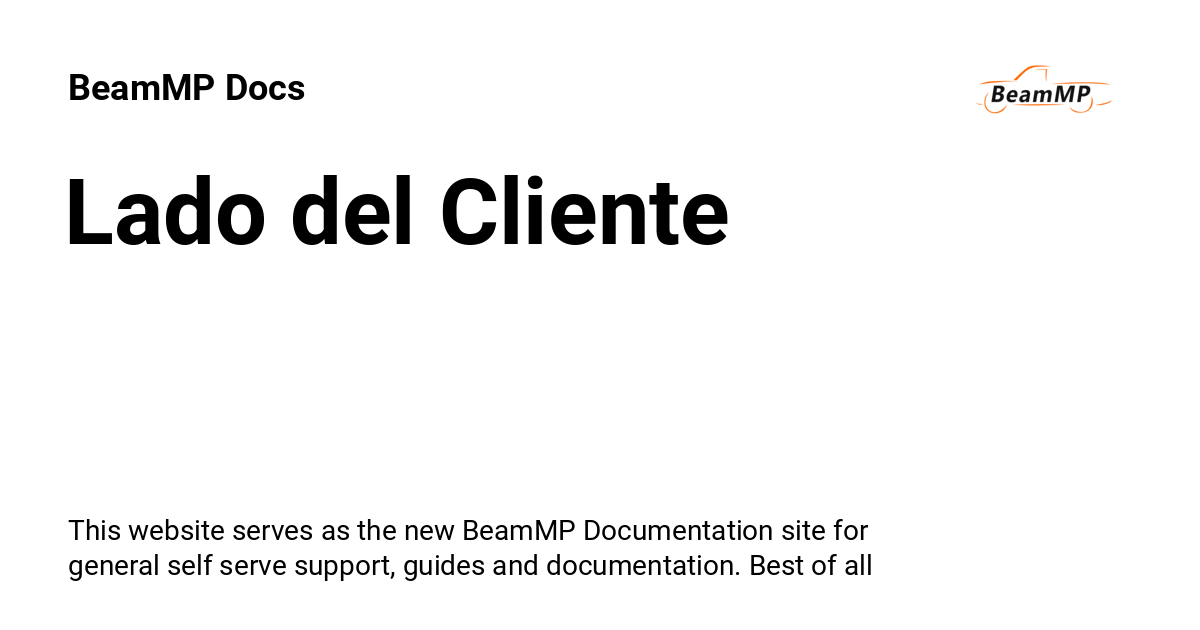 BeamMP Docs
BeamMP
Lado del Cliente
This website serves as the new BeamMP Documentation site for
general self serve support, guides and documentation. Best of all